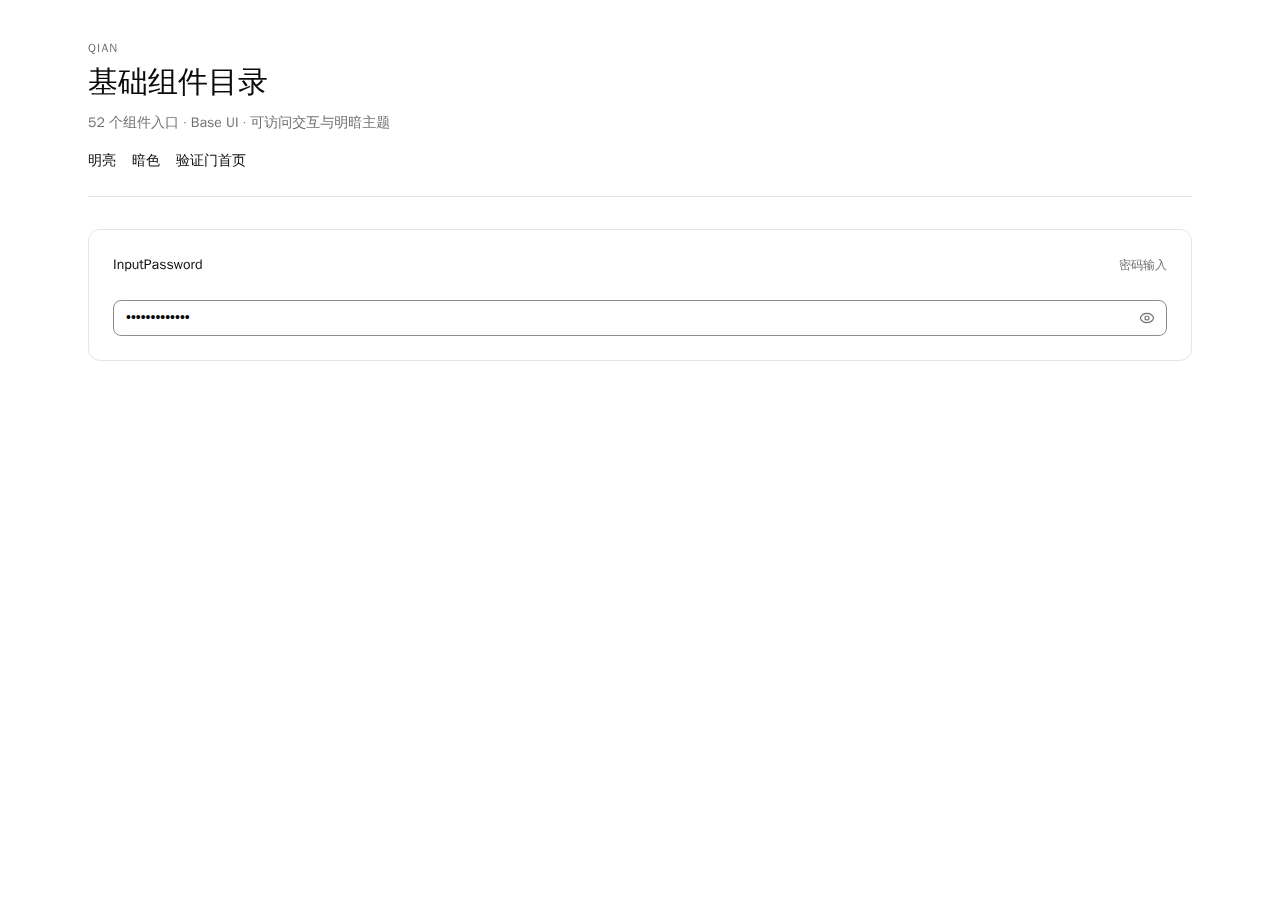 QIAN
基础组件目录
52 个组件入口 · Base UI · 可访问交互与明暗主题
明亮 暗色 验证门首页
InputPassword 密码输入
•••••••••••••